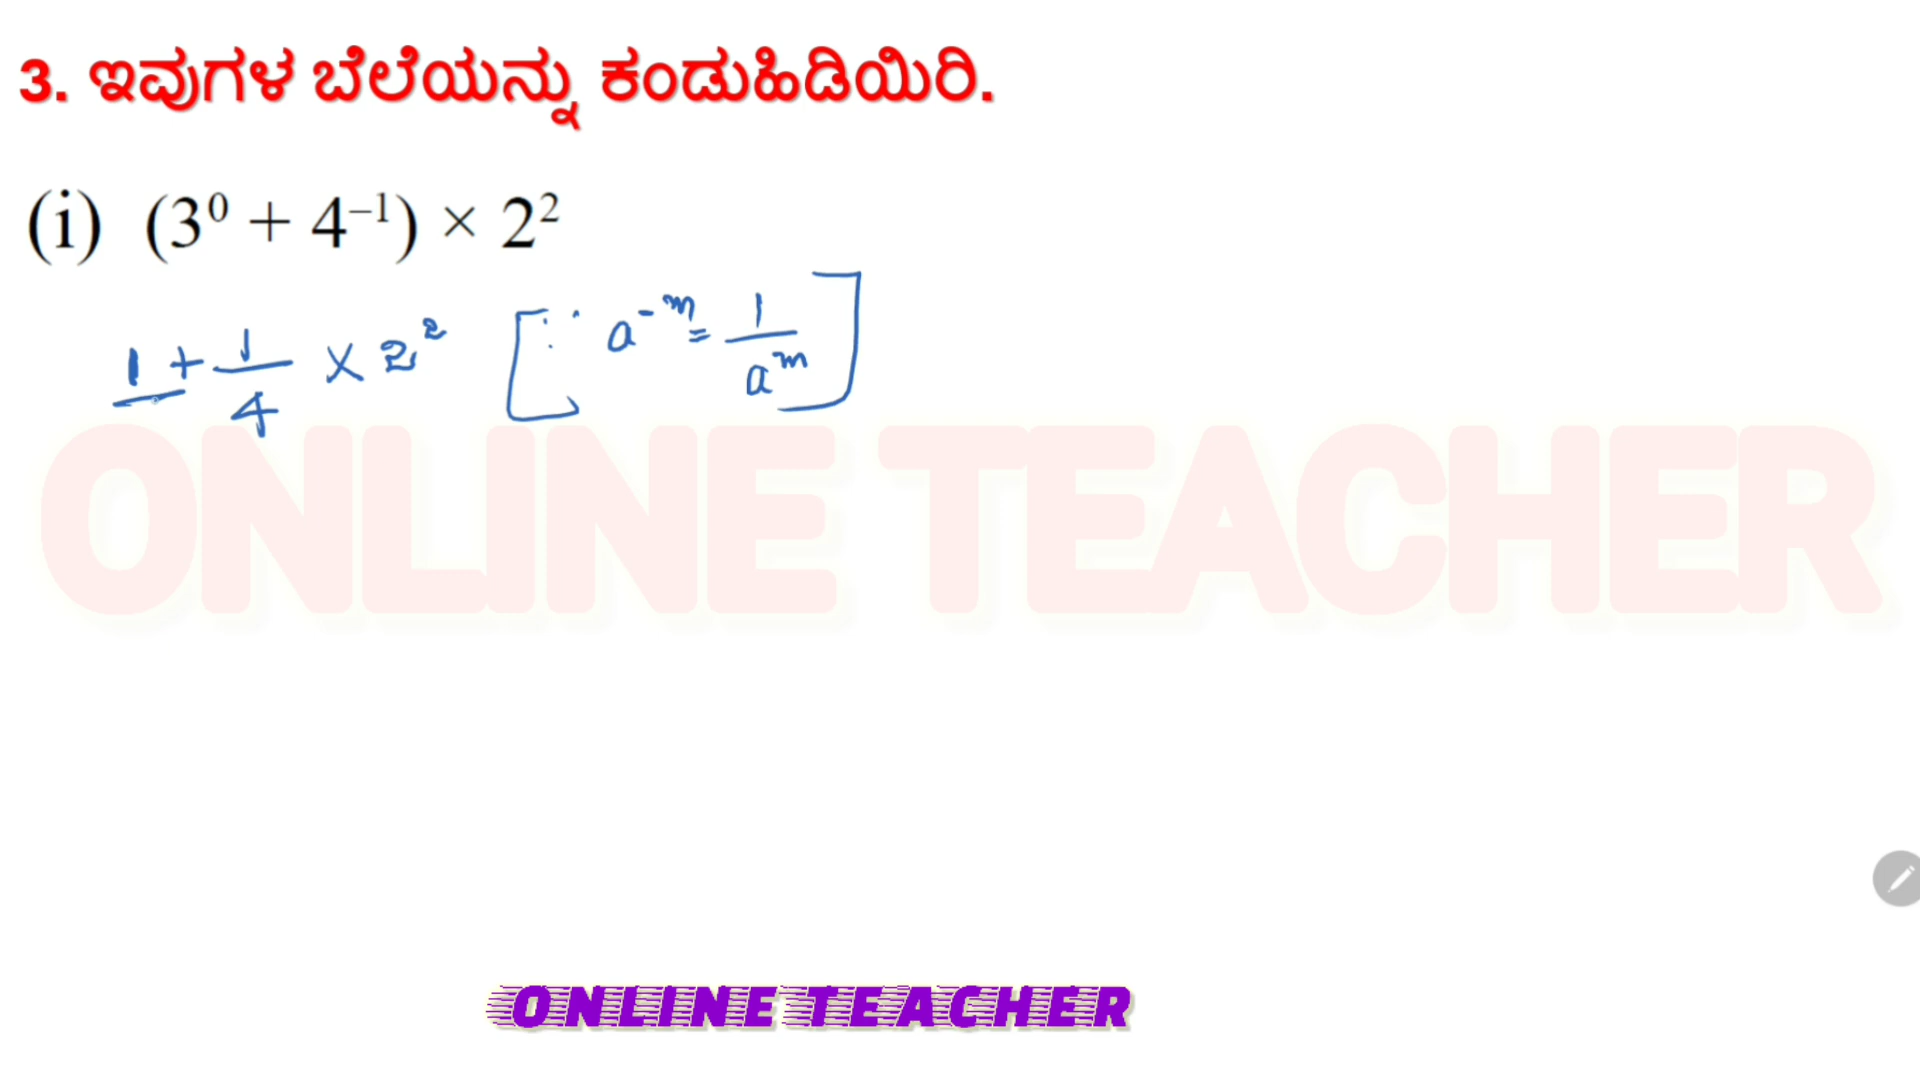 3. ಇವುಗಳ ಬೆಲೆಯನ್ನು ಕಂಡುಹಿಡಿಯಿರಿ.
(i) (3⁰ + 4⁻¹) × 2²
1 + 1/4 × 2² [∵ a⁻ᵐ = 1/aᵐ]
ONLINE TEACHER
ONLINE TEACHER